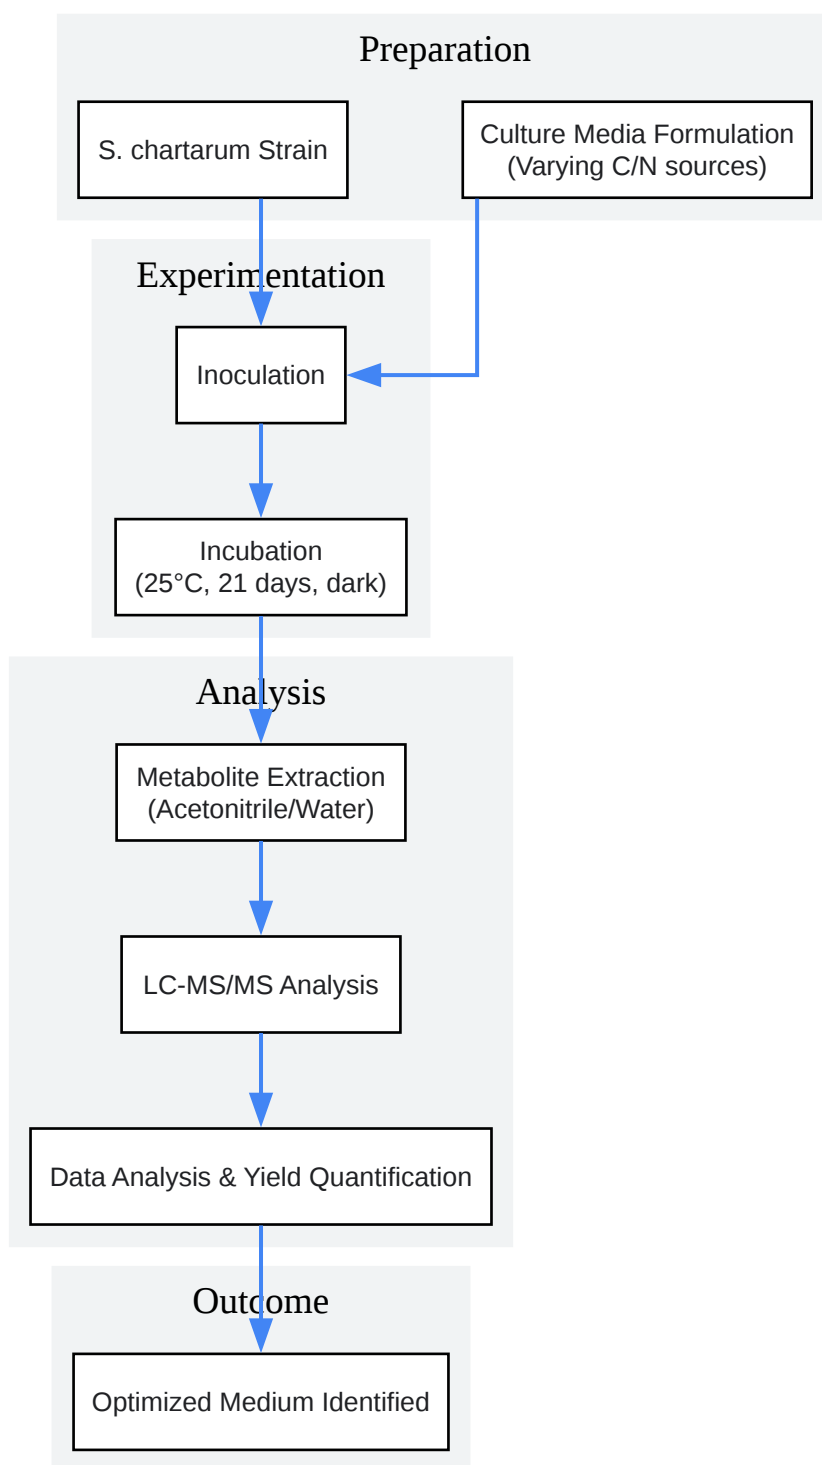 Preparation
S. chartarum Strain
Culture Media Formulation
(Varying C/N sources)
Experimentation
Inoculation
Incubation
(25°C, 21 days, dark)
Analysis
Metabolite Extraction
(Acetonitrile/Water)
LC-MS/MS Analysis
Data Analysis & Yield Quantification
Outcome
Optimized Medium Identified